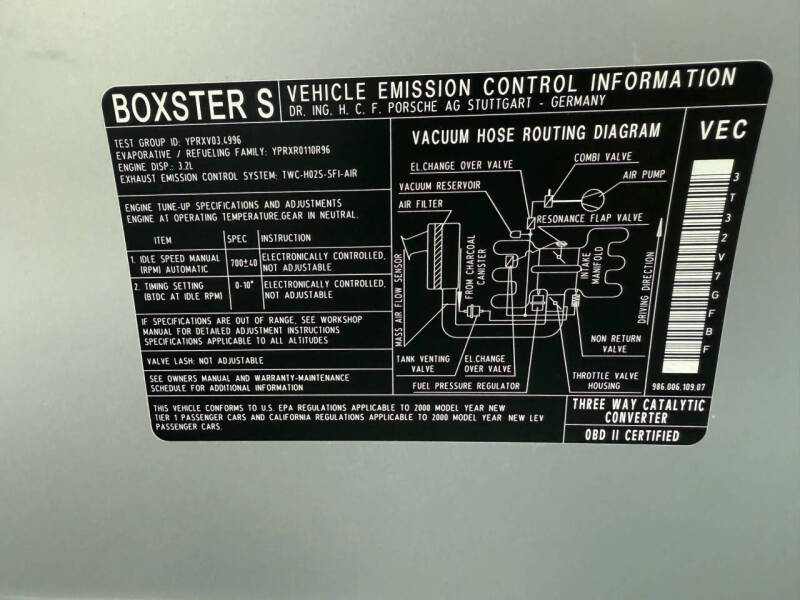 BOXSTER S
VEHICLE EMISSION CONTROL INFORMATION
DR. ING. H. C. F. PORSCHE AG STUTTGART - GERMANY
TEST GROUP ID: YPRXV03.4996
EVAPORATIVE / REFUELING FAMILY: YPRXR0110R96
ENGINE DISP.: 3.2L
EXHAUST EMISSION CONTROL SYSTEM: TWC-HO2S-SFI-AIR
ENGINE TUNE-UP SPECIFICATIONS AND ADJUSTMENTS
ENGINE AT OPERATING TEMPERATURE.GEAR IN NEUTRAL.
ITEM SPEC INSTRUCTION
1. IDLE SPEED MANUAL 700±40 ELECTRONICALLY CONTROLLED,
(RPM) AUTOMATIC NOT ADJUSTABLE
2. TIMING SETTING 0-10° ELECTRONICALLY CONTROLLED,
(BTDC AT IDLE RPM) NOT ADJUSTABLE
IF SPECIFICATIONS ARE OUT OF RANGE, SEE WORKSHOP
MANUAL FOR DETAILED ADJUSTMENT INSTRUCTIONS
SPECIFICATIONS APPLICABLE TO ALL ALTITUDES
VALVE LASH: NOT ADJUSTABLE
SEE OWNERS MANUAL AND WARRANTY-MAINTENANCE
SCHEDULE FOR ADDITIONAL INFORMATION
VACUUM HOSE ROUTING DIAGRAM
COMBI VALVE
EL.CHANGE OVER VALVE
AIR PUMP
VACUUM RESERVOIR
AIR FILTER
RESONANCE FLAP VALVE
MASS AIR FLOW SENSOR
FROM CHARCOAL
CANISTER
INTAKE
MANIFOLD
DRIVING DIRECTION
NON RETURN
VALVE
TANK VENTING
VALVE
EL.CHANGE
OVER VALVE
THROTTLE VALVE
HOUSING
FUEL PRESSURE REGULATOR
VEC
3T32V7GFBF
986.006.109.07
THIS VEHICLE CONFORMS TO U.S. EPA REGULATIONS APPLICABLE TO 2000 MODEL YEAR NEW
TIER 1 PASSENGER CARS AND CALIFORNIA REGULATIONS APPLICABLE TO 2000 MODEL YEAR NEW LEV
PASSENGER CARS.
THREE WAY CATALYTIC
CONVERTER
OBD II CERTIFIED